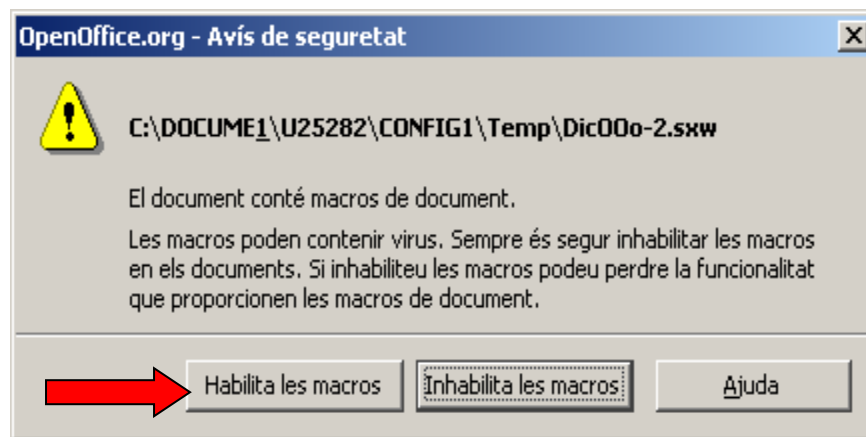 OpenOffice.org - Avís de seguretat
C:\DOCUME1\U25282\CONFIG1\Temp\DicOOo-2.sxw
El document conté macros de document.
Les macros poden contenir virus. Sempre és segur inhabilitar les macros
en els documents. Si inhabiliteu les macros podeu perdre la funcionalitat
que proporcionen les macros de document.
Habilita les macros Inhabilita les macros Ajuda